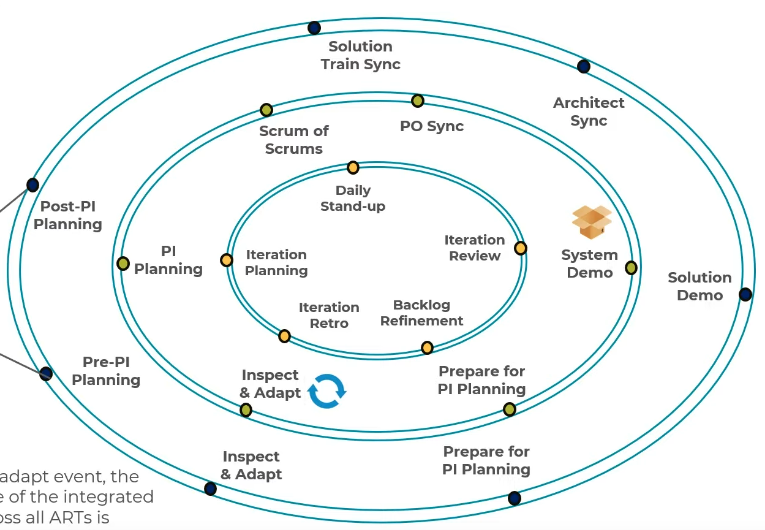 Solution
Train Sync
Architect
Sync
Scrum of
Scrums
PO Sync
Daily
Stand-up
Post-PI
Planning
PI
Planning
Iteration
Planning
Iteration
Review
System
Demo
Solution
Demo
Iteration
Retro
Backlog
Refinement
Pre-PI
Planning
Inspect
& Adapt
Prepare for
PI Planning
Inspect
& Adapt
Prepare for
PI Planning
adapt event, the
e of the integrated
oss all ARTs is